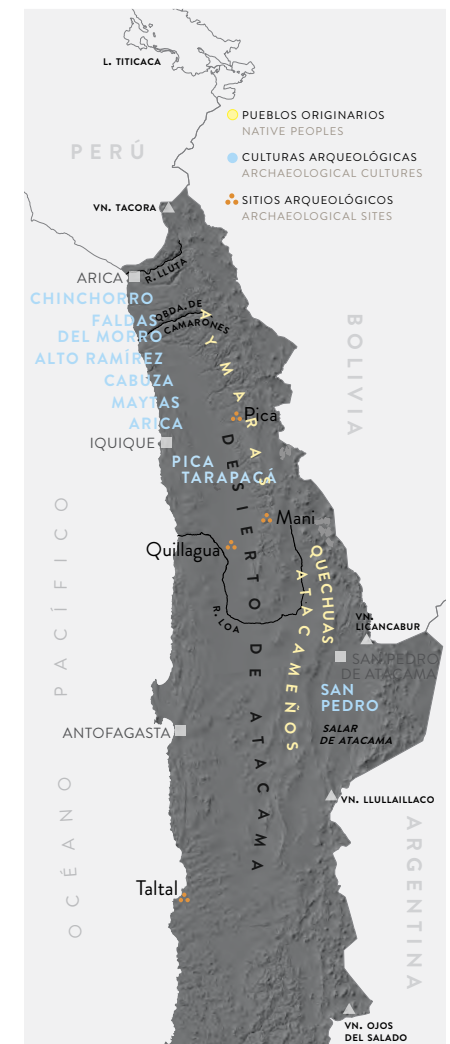 L. TITICACA
PUEBLOS ORIGINARIOS
NATIVE PEOPLES
PERÚ
CULTURAS ARQUEOLÓGICAS
ARCHAEOLOGICAL CULTURES
SITIOS ARQUEOLÓGICOS
ARCHAEOLOGICAL SITES
VN. TACORA
ARICA
R. LLUTA
CHINCHORRO
QBDA. DE
CAMARONES
FALDAS
DEL MORRO
ALTO RAMÍREZ
CABUZA
MAYTAS
ARICA
BOLIVIA
AYMARAS
Pica
IQUIQUE
PICA
TARAPACÁ
DESIERTO DE ATACAMA
Mani
Quillagua
QUECHUAS
ATACAMEÑOS
R. LOA
VN.
LICANCABUR
SAN PEDRO
DE ATACAMA
SAN
PEDRO
SALAR
DE ATACAMA
ANTOFAGASTA
OCÉANO PACÍFICO
VN. LLULLAILLACO
ARGENTINA
Taltal
VN. OJOS
DEL SALADO